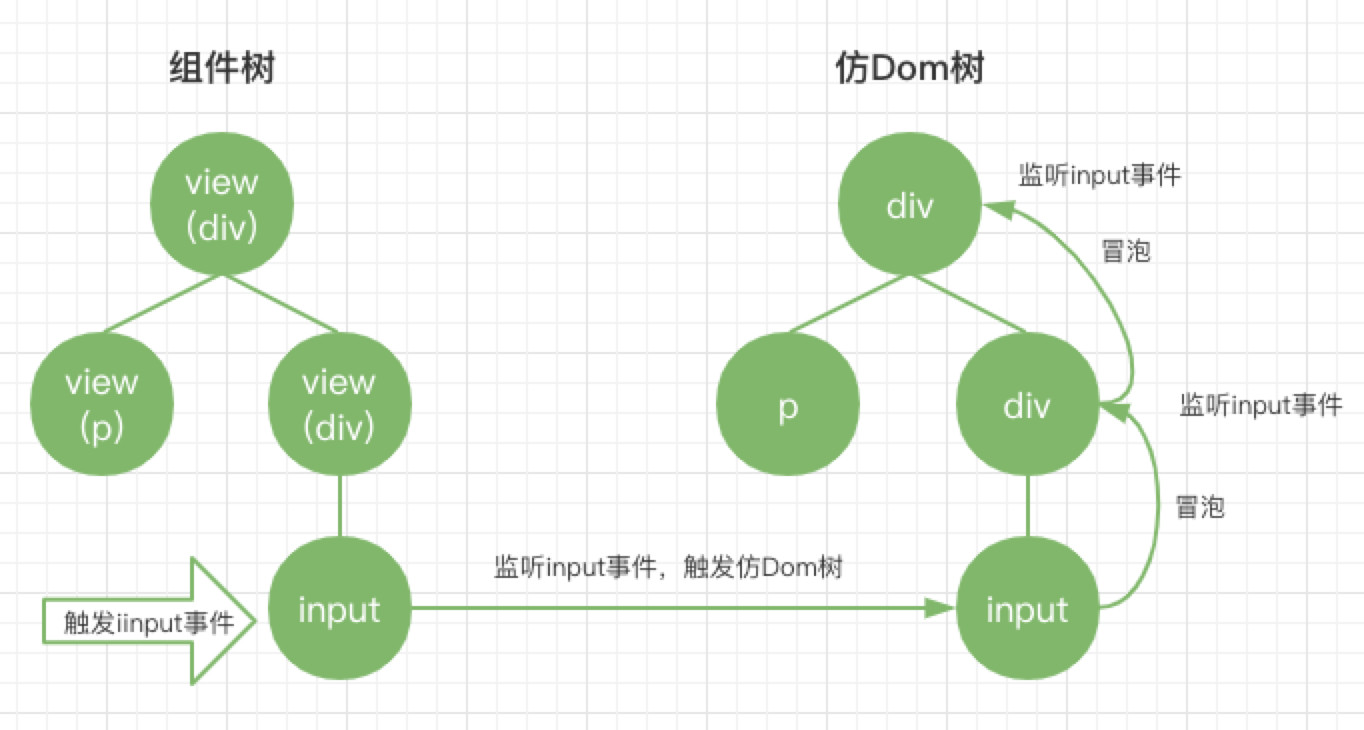 组件树
仿Dom树
view
(div)
div
监听input事件
冒泡
view
(p)
view
(div)
p
div
监听input事件
冒泡
触发iinput事件
input
监听input事件，触发仿Dom树
input